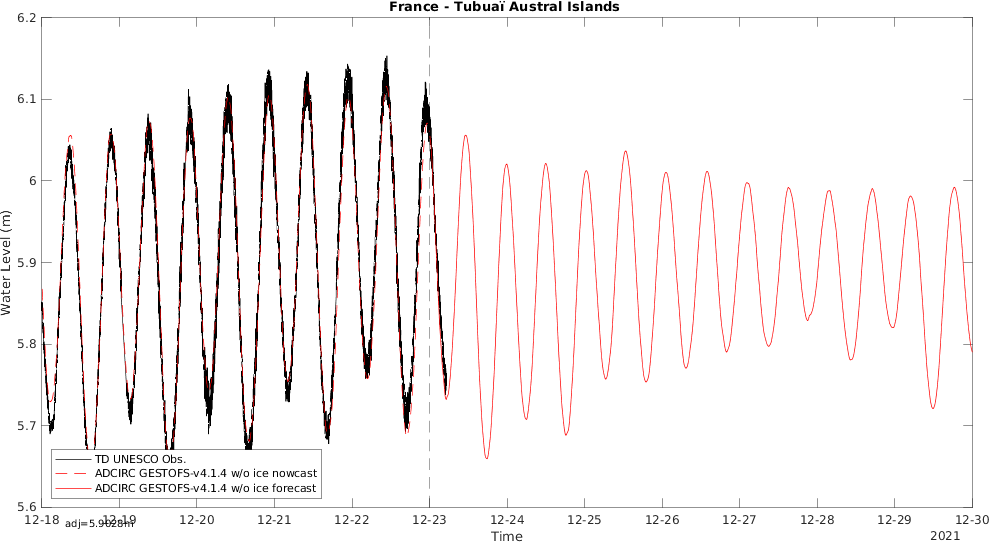 France - Tubuaï Austral Islands
6.2
6.1
6
5.9
5.8
5.7
5.6
Water Level (m)
TD UNESCO Obs.
ADCIRC GESTOFS-v4.1.4 w/o ice nowcast
ADCIRC GESTOFS-v4.1.4 w/o ice forecast
12-18 12-19 12-20 12-21 12-22 12-23 12-24 12-25 12-26 12-27 12-28 12-29 12-30
adj=5.9028m
Time
2021